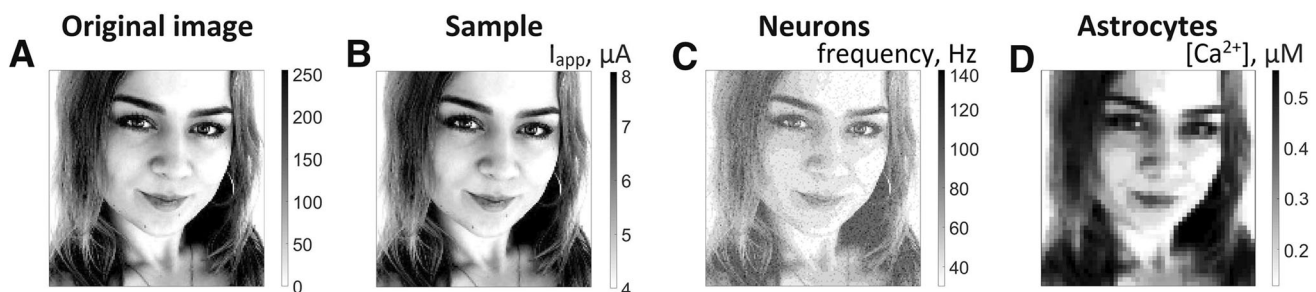 Original image
Sample
Neurons
Astrocytes
A
B
C
D
I_app, μA
frequency, Hz
[Ca²⁺], μM
250
200
150
100
50
0
8
7
6
5
4
140
120
100
80
60
40
0.5
0.4
0.3
0.2